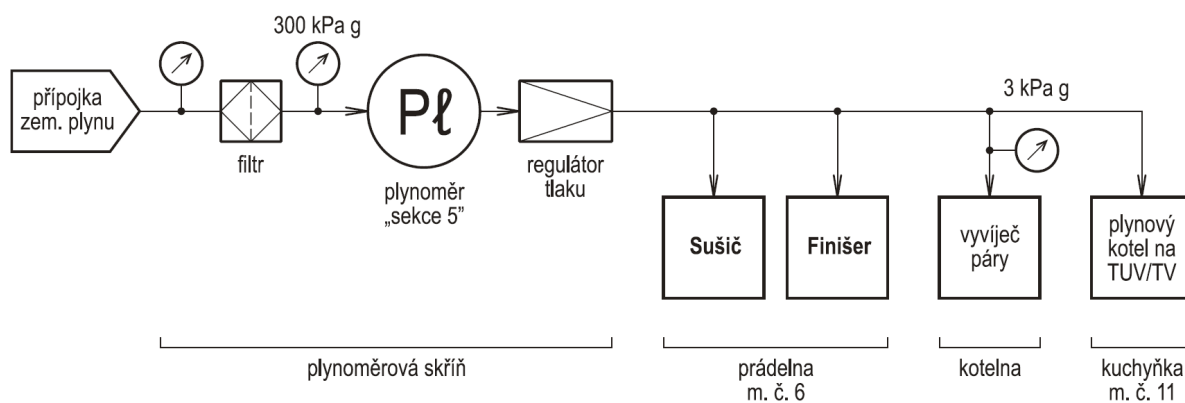 300 kPa g
přípojka
zem. plynu
Pℓ
3 kPa g
filtr
regulátor
tlaku
plynoměr
„sekce 5”
Sušič
Finišer
vyvíječ
páry
plynový
kotel na
TUV/TV
plynoměrová skříň
prádelna
m. č. 6
kotelna
kuchyňka
m. č. 11